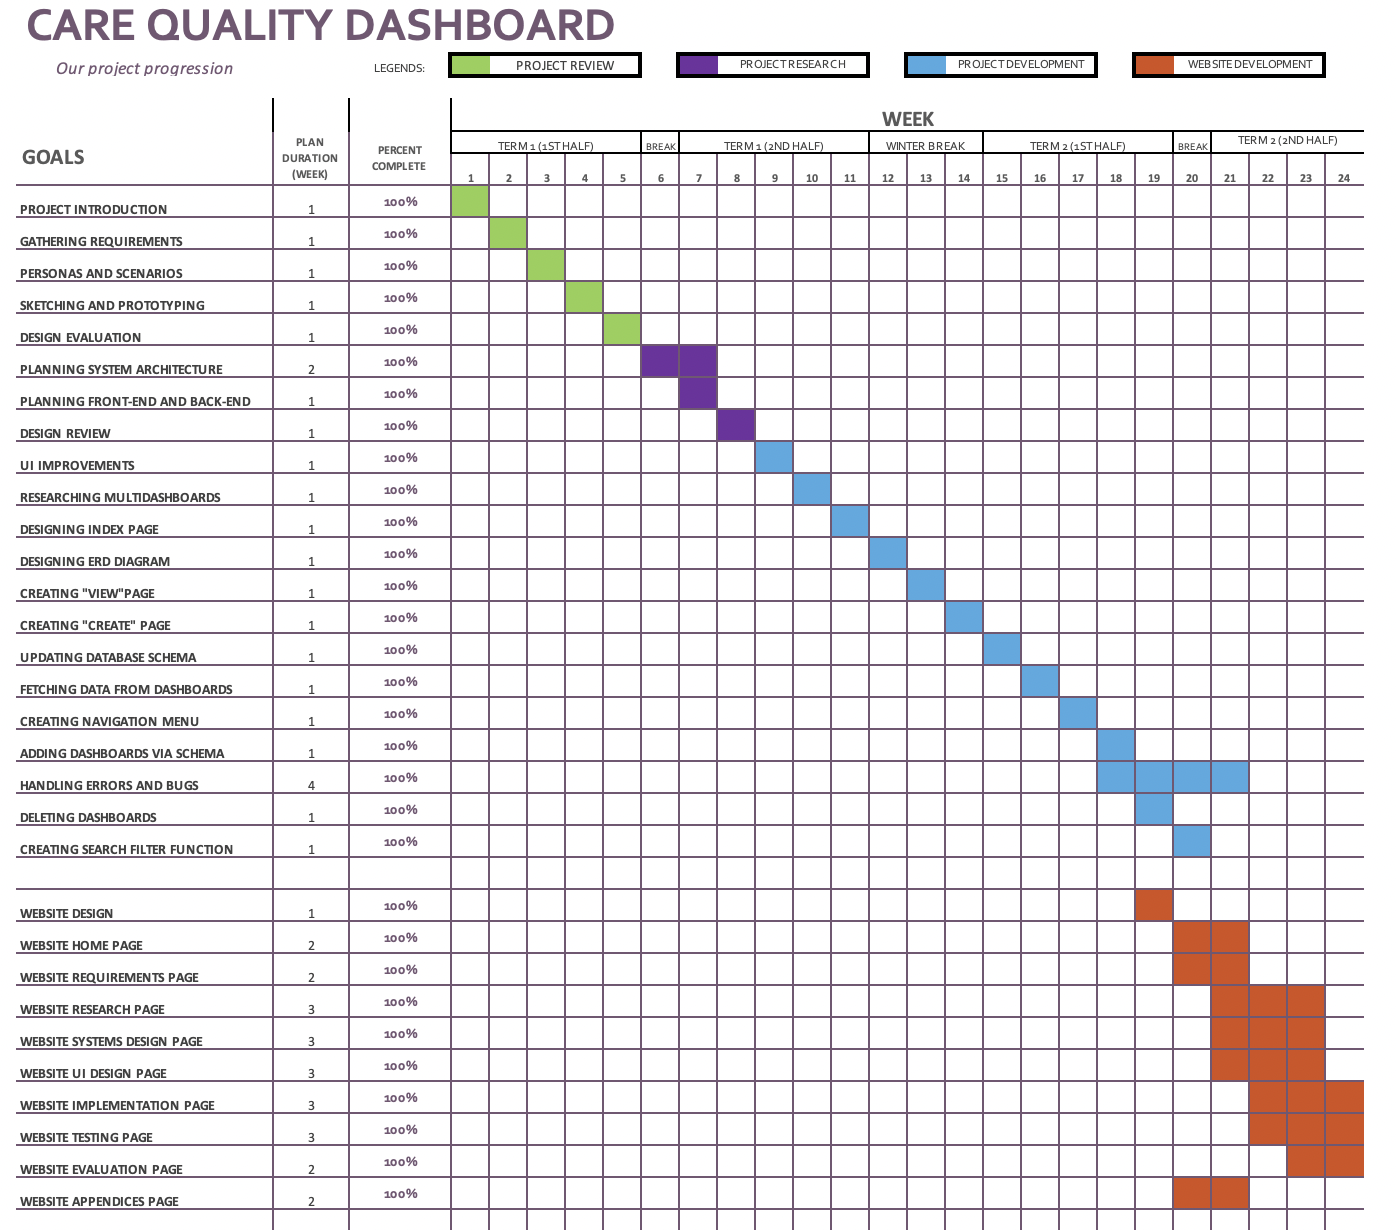 CARE QUALITY DASHBOARD
Our project progression
LEGENDS: PROJECT REVIEW PROJECT RESEARCH PROJECT DEVELOPMENT WEBSITE DEVELOPMENT
WEEK
GOALS PLAN DURATION (WEEK) PERCENT COMPLETE
TERM 1 (1ST HALF) BREAK TERM 1 (2ND HALF) WINTER BREAK TERM 2 (1ST HALF) BREAK TERM 2 (2ND HALF)
1 2 3 4 5 6 7 8 9 10 11 12 13 14 15 16 17 18 19 20 21 22 23 24
PROJECT INTRODUCTION 1 100%
GATHERING REQUIREMENTS 1 100%
PERSONAS AND SCENARIOS 1 100%
SKETCHING AND PROTOTYPING 1 100%
DESIGN EVALUATION 1 100%
PLANNING SYSTEM ARCHITECTURE 2 100%
PLANNING FRONT-END AND BACK-END 1 100%
DESIGN REVIEW 1 100%
UI IMPROVEMENTS 1 100%
RESEARCHING MULTIDASHBOARDS 1 100%
DESIGNING INDEX PAGE 1 100%
DESIGNING ERD DIAGRAM 1 100%
CREATING "VIEW"PAGE 1 100%
CREATING "CREATE" PAGE 1 100%
UPDATING DATABASE SCHEMA 1 100%
FETCHING DATA FROM DASHBOARDS 1 100%
CREATING NAVIGATION MENU 1 100%
ADDING DASHBOARDS VIA SCHEMA 1 100%
HANDLING ERRORS AND BUGS 4 100%
DELETING DASHBOARDS 1 100%
CREATING SEARCH FILTER FUNCTION 1 100%
WEBSITE DESIGN 1 100%
WEBSITE HOME PAGE 2 100%
WEBSITE REQUIREMENTS PAGE 2 100%
WEBSITE RESEARCH PAGE 3 100%
WEBSITE SYSTEMS DESIGN PAGE 3 100%
WEBSITE UI DESIGN PAGE 3 100%
WEBSITE IMPLEMENTATION PAGE 3 100%
WEBSITE TESTING PAGE 3 100%
WEBSITE EVALUATION PAGE 2 100%
WEBSITE APPENDICES PAGE 2 100%